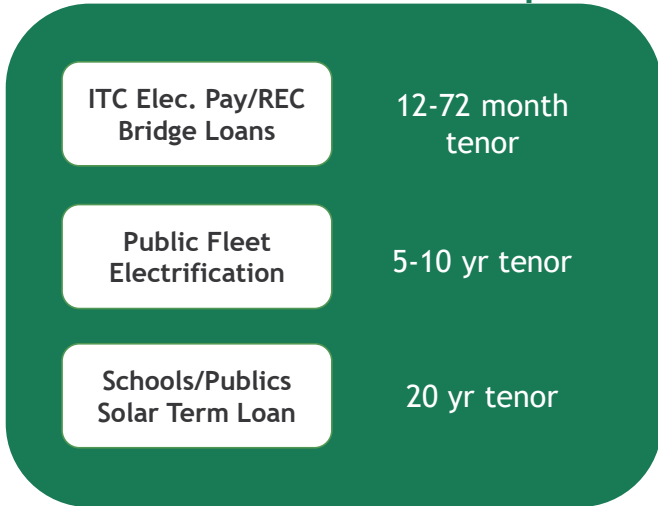 ITC Elec. Pay/REC
Bridge Loans
12-72 month
tenor
Public Fleet
Electrification
5-10 yr tenor
Schools/Publics
Solar Term Loan
20 yr tenor